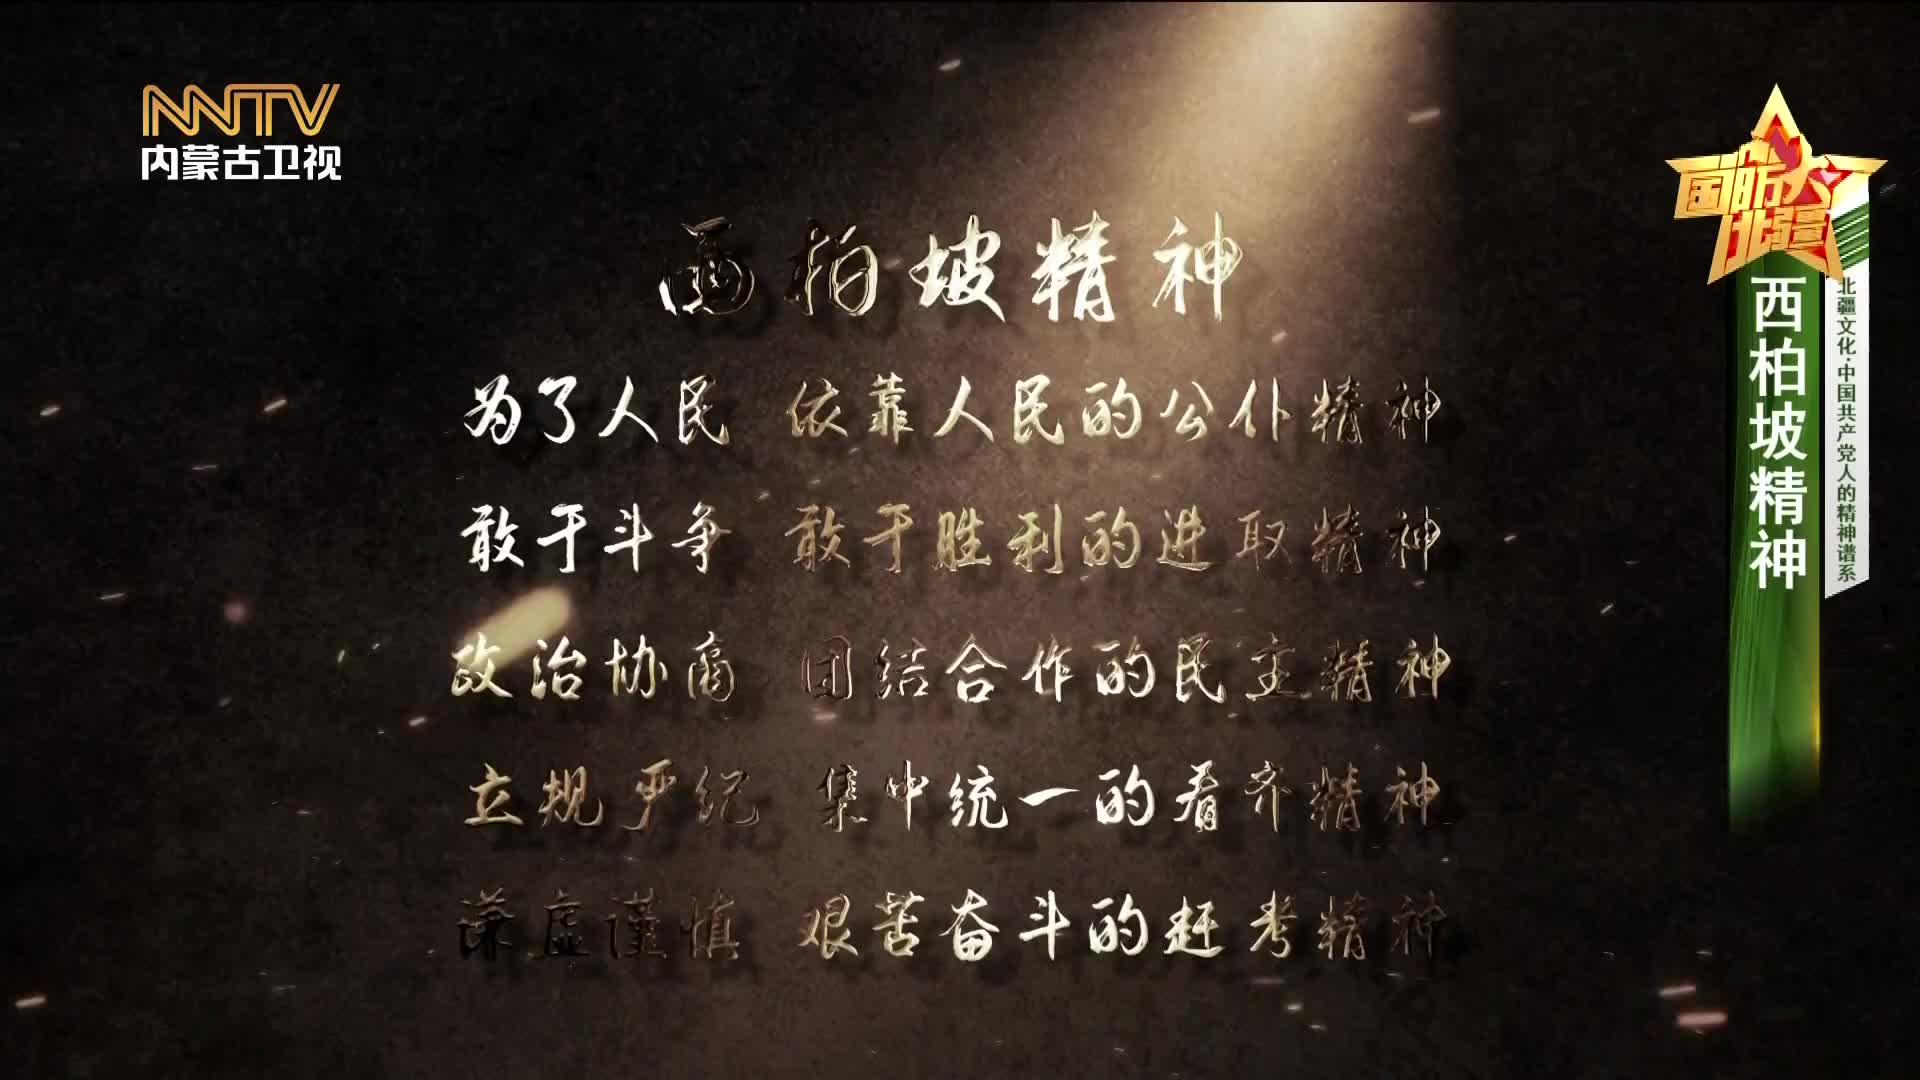 NNTV
内蒙古卫视
国防大北疆
西柏坡精神
北疆文化·中国共产党人的精神谱系
西柏坡精神
为了人民 依靠人民的公仆精神
敢于斗争 敢于胜利的进取精神
政治协商 团结合作的民主精神
立规严纪 集中统一的看齐精神
谦虚谨慎 艰苦奋斗的赶考精神